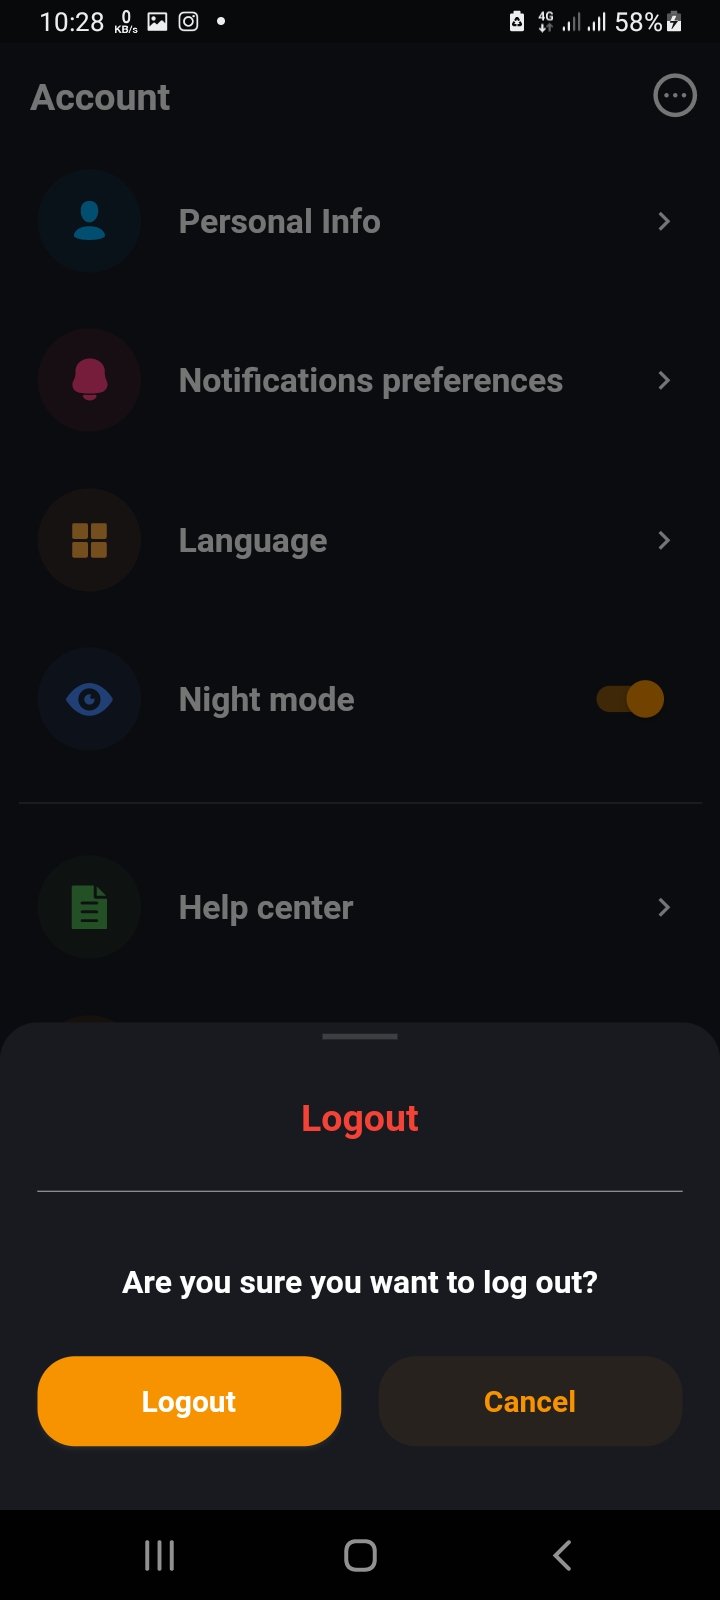 10:28 0 KB/s 4G 58%
Account
Personal Info
Notifications preferences
Language
Night mode
Help center
Logout
Are you sure you want to log out?
Logout Cancel